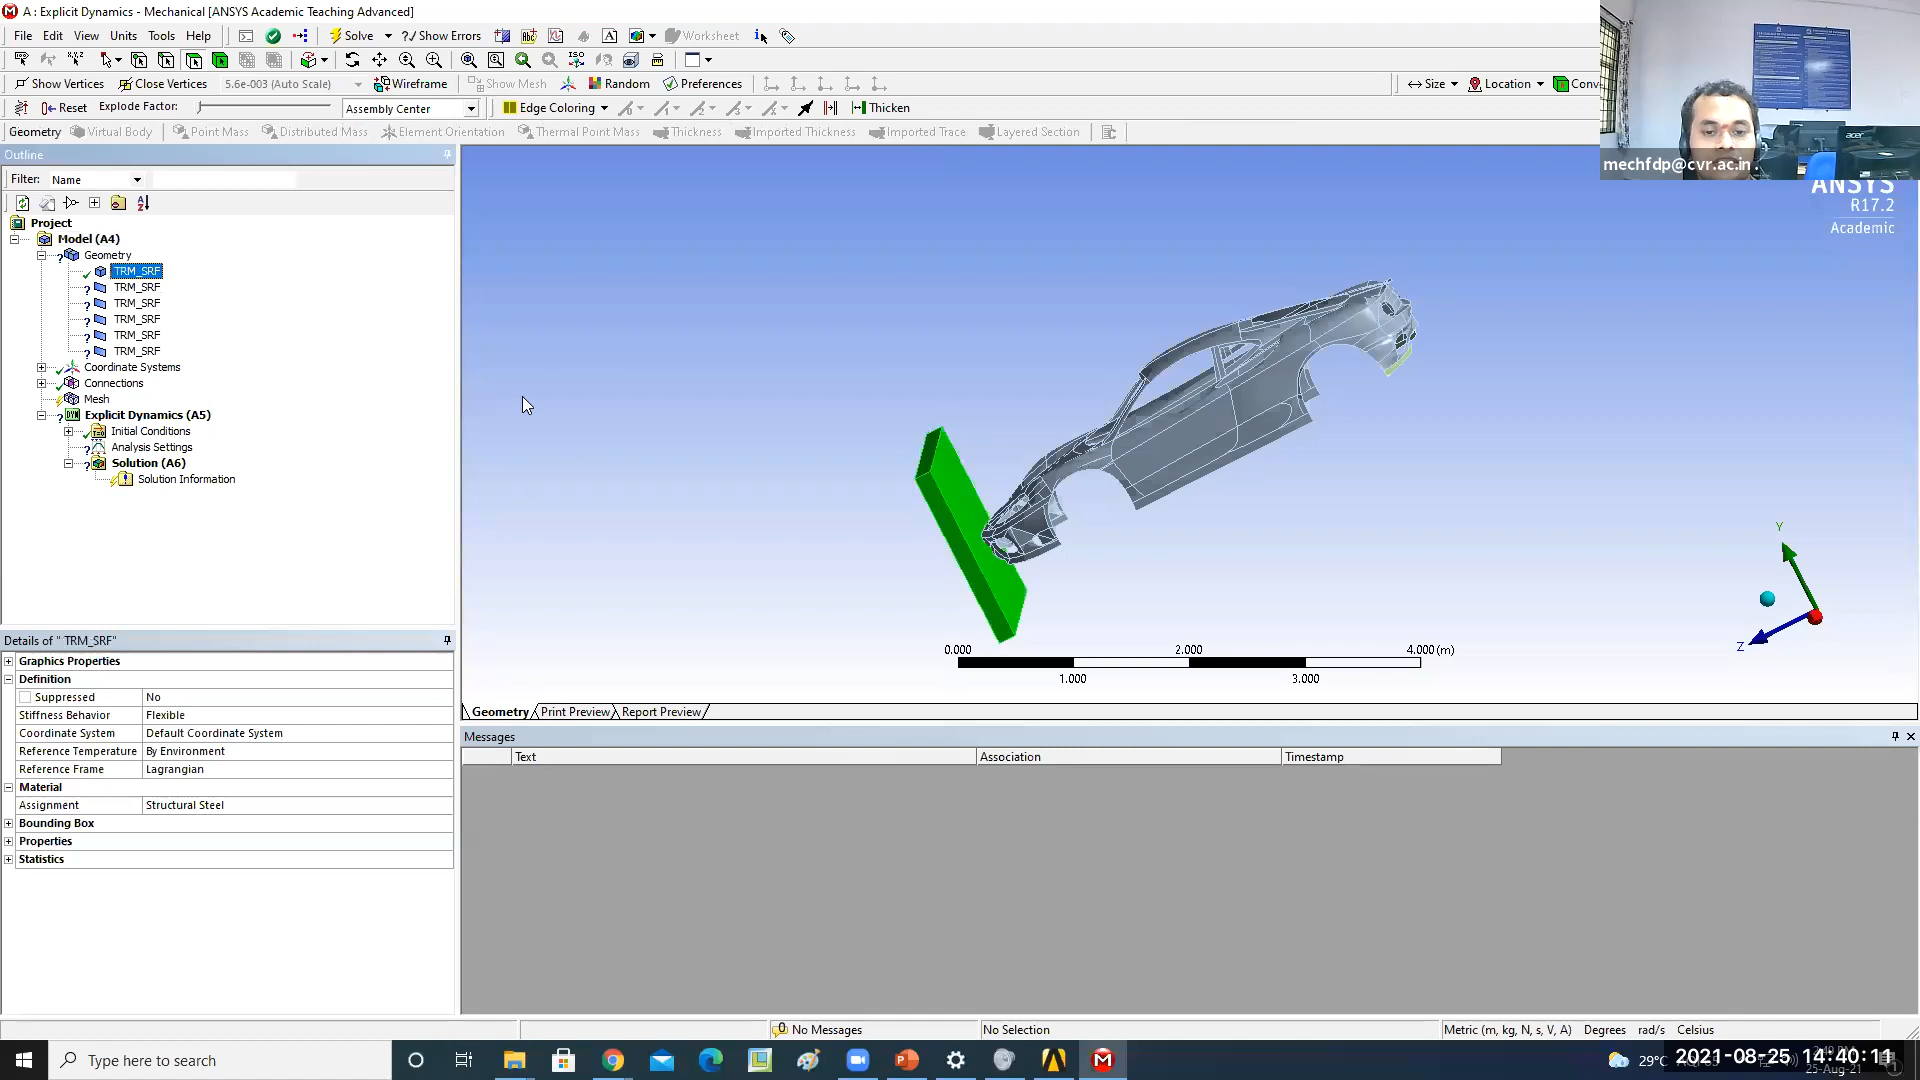 A : Explicit Dynamics - Mechanical [ANSYS Academic Teaching Advanced]
File Edit View Units Tools Help Solve ?/ Show Errors Worksheet
Show Vertices Close Vertices 5.6e-003 (Auto Scale) Wireframe Show Mesh Random Preferences Size Location Conv
Reset Explode Factor: Assembly Center Edge Coloring Thicken
Geometry Virtual Body Point Mass Distributed Mass Element Orientation Thermal Point Mass Thickness Imported Thickness Imported Trace Layered Section
mechfdp@cvr.ac.in .
acer
Outline
Filter: Name
Project
Model (A4)
Geometry
TRM_SRF
TRM_SRF
TRM_SRF
TRM_SRF
TRM_SRF
TRM_SRF
Coordinate Systems
Connections
Mesh
Explicit Dynamics (A5)
Initial Conditions
Analysis Settings
Solution (A6)
Solution Information
ANSYS
R17.2
Academic
Y
Z
0.000 2.000 4.000 (m)
1.000 3.000
Geometry Print Preview Report Preview
Details of " TRM_SRF"
Graphics Properties
Definition
Suppressed No
Stiffness Behavior Flexible
Coordinate System Default Coordinate System
Reference Temperature By Environment
Reference Frame Lagrangian
Material
Assignment Structural Steel
Bounding Box
Properties
Statistics
Messages
Text Association Timestamp
0 No Messages No Selection Metric (m, kg, N, s, V, A) Degrees rad/s Celsius
Type here to search
29°C
2021-08-25 14:40:11
25-Aug-21